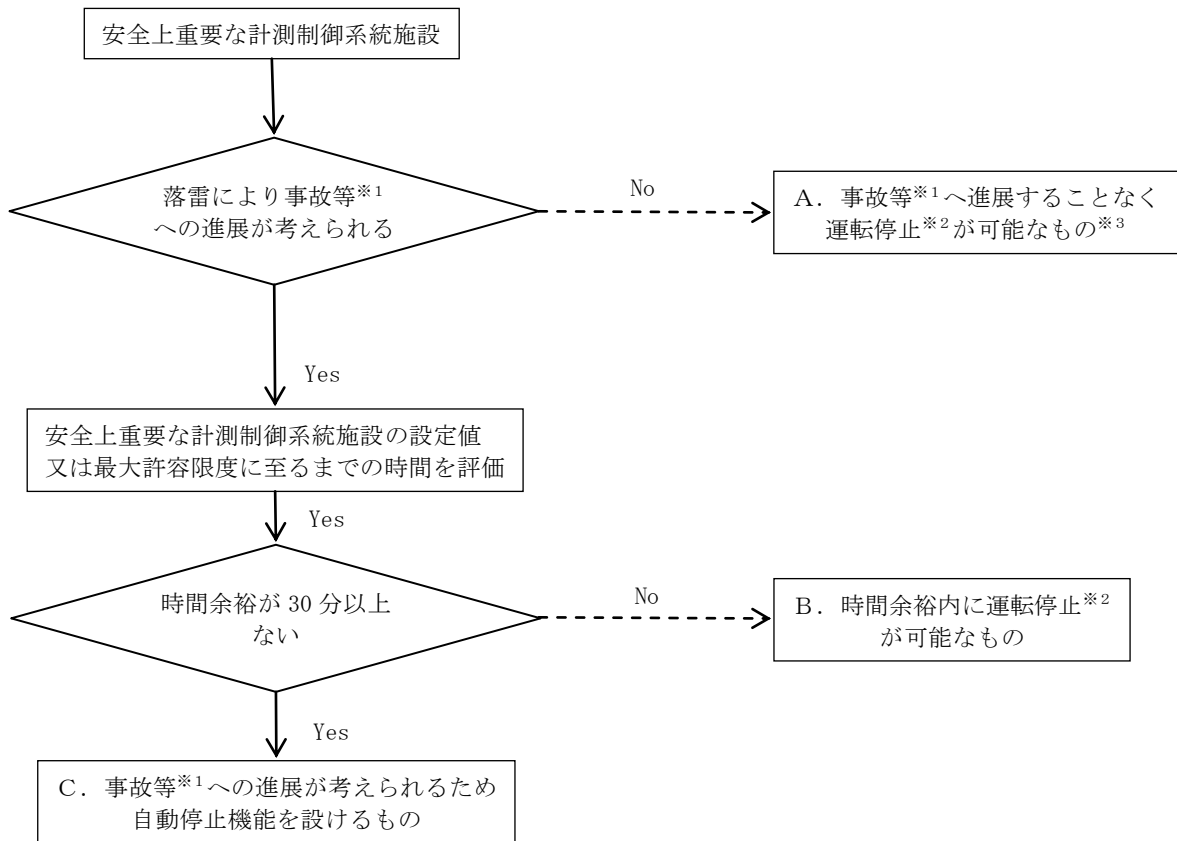 安全上重要な計測制御系統施設
落雷により事故等※1
への進展が考えられる
No
A．事故等※1へ進展することなく
運転停止※2が可能なもの※3
Yes
安全上重要な計測制御系統施設の設定値
又は最大許容限度に至るまでの時間を評価
Yes
時間余裕が 30 分以上
ない
No
B．時間余裕内に運転停止※2
が可能なもの
Yes
C．事故等※1への進展が考えられるため
自動停止機能を設けるもの